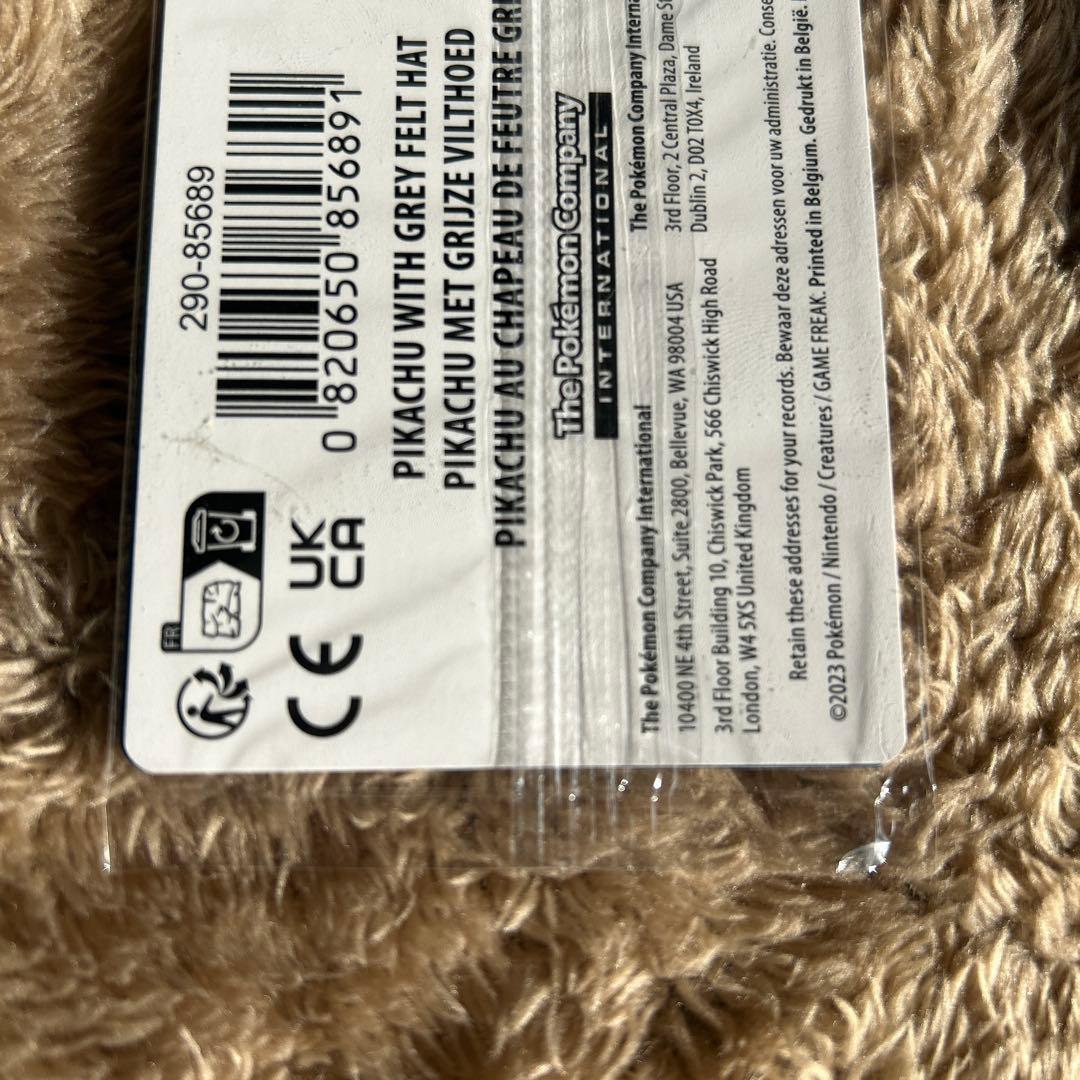 FR
CE
UK
CA
290-85689
0 820650 856891
PIKACHU WITH GREY FELT HAT
PIKACHU MET GRIJZE VILTHOED
PIKACHU AU CHAPEAU DE FEUTRE GRI
The Pokémon Company
INTERNATIONAL
The Pokémon Company International
10400 NE 4th Street, Suite 2800, Bellevue, WA 98004 USA
3rd Floor Building 10, Chiswick Park, 566 Chiswick High Road
London, W4 5XS United Kingdom
The Pokémon Company Interna
3rd Floor, 2 Central Plaza, Dame St
Dublin 2, D02 T0X4, Ireland
Retain these addresses for your records. Bewaar deze adressen voor uw administratie. Conse
©2023 Pokémon / Nintendo / Creatures / GAME FREAK. Printed in Belgium. Gedrukt in België.